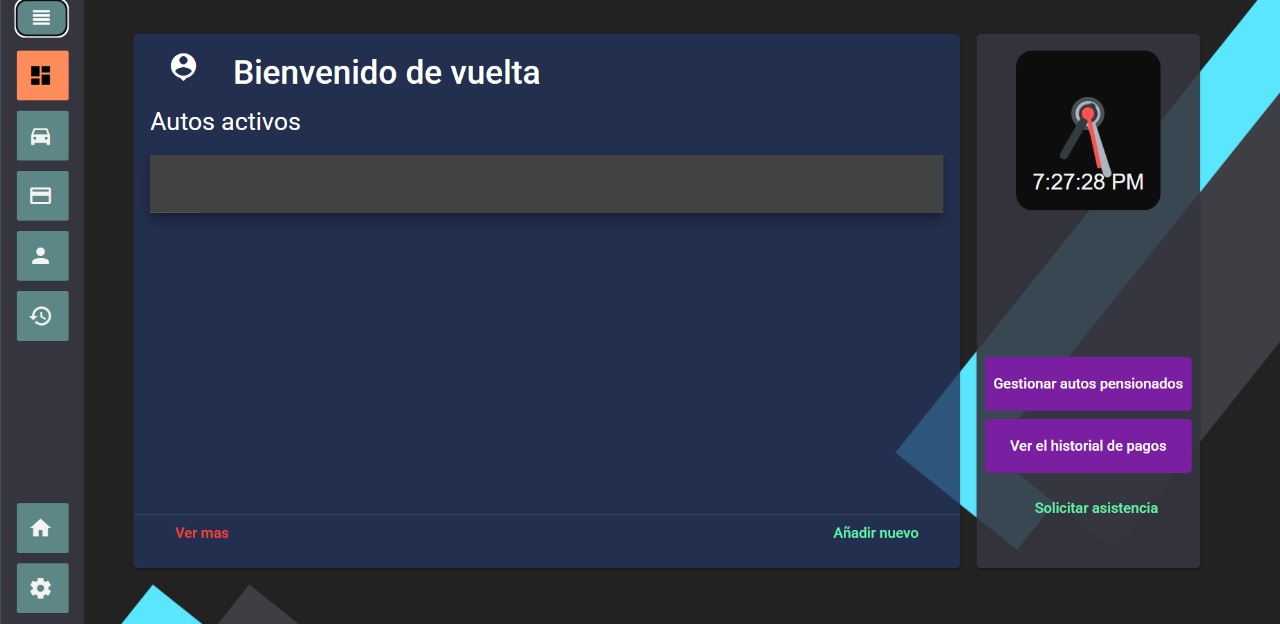 Bienvenido de vuelta
Autos activos
7:27:28 PM
Gestionar autos pensionados
Ver el historial de pagos
Solicitar asistencia
Ver mas
Añadir nuevo